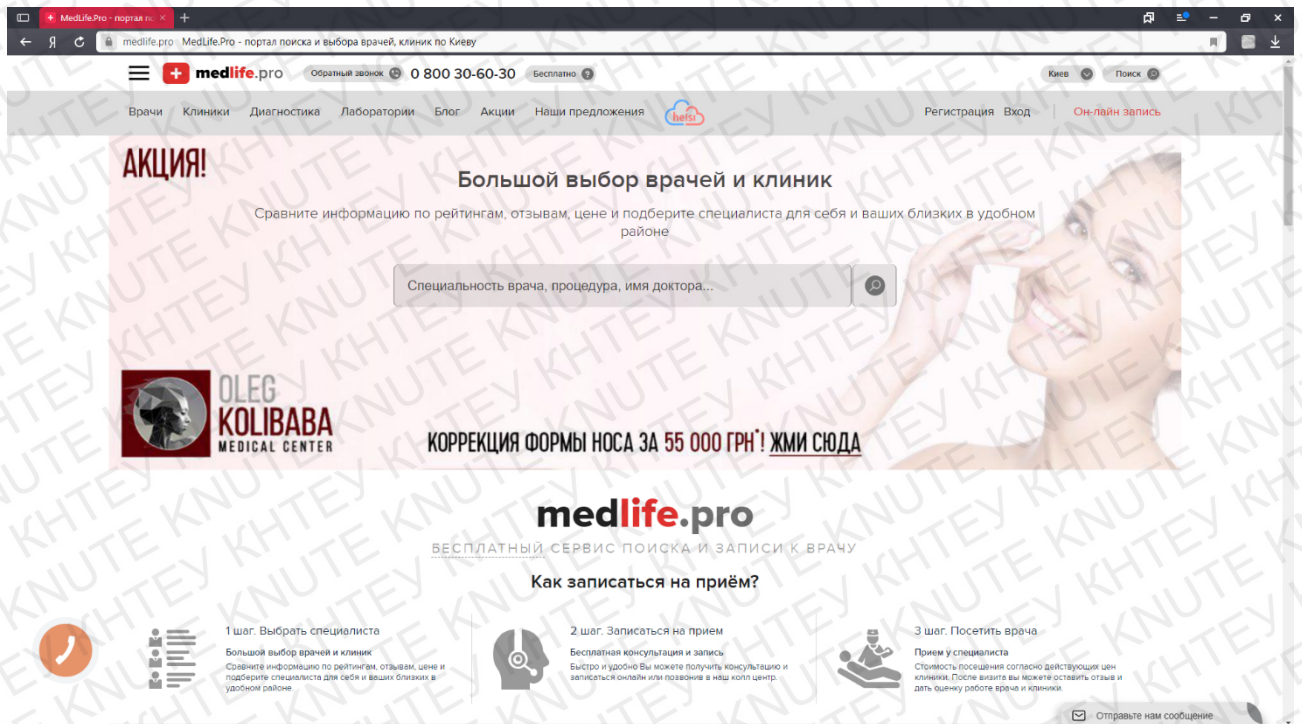 MedLife.Pro - портал по
medlife.pro MedLife.Pro - портал поиска и выбора врачей, клиник по Киеву
medlife.pro Обратный звонок 0 800 30-60-30 Бесплатно Киев Поиск
Врачи Клиники Диагностика Лаборатории Блог Акции Наши предложения helsi Регистрация Вход Он-лайн запись
АКЦИЯ!
Большой выбор врачей и клиник
Сравните информацию по рейтингам, отзывам, цене и подберите специалиста для себя и ваших близких в удобном
районе
Специальность врача, процедура, имя доктора...
OLEG
KOLIBABA
MEDICAL CENTER
КОРРЕКЦИЯ ФОРМЫ НОСА ЗА 55 000 ГРН*! ЖМИ СЮДА
medlife.pro
БЕСПЛАТНЫЙ СЕРВИС ПОИСКА И ЗАПИСИ К ВРАЧУ
Как записаться на приём?
1 шаг. Выбрать специалиста
Большой выбор врачей и клиник
Сравните информацию по рейтингам, отзывам, цене и
подберите специалиста для себя и ваших близких в
удобном районе.
2 шаг. Записаться на прием
Бесплатная консультация и запись
Быстро и удобно Вы можете получить консультацию и
записаться онлайн или позвонив в наш колл центр.
3 шаг. Посетить врача
Прием у специалиста
Стоимость посещения согласно действующих цен
клиники. После визита вы можете оставить отзыв и
дать оценку работе врача и клиники.
Отправьте нам сообщение
KNUTE KHTEY KNUTE KHTEY